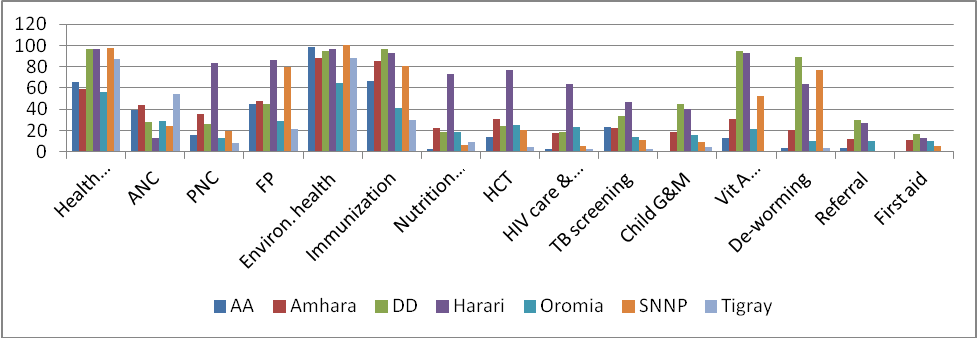 120
100
80
60
40
20
0
Health...
ANC
PNC
FP
Environ. health
Immunization
Nutrition...
HCT
HIV care &...
TB screening
Child G&M
Vit A...
De-worming
Referral
First aid
AA Amhara DD Harari Oromia SNNP Tigray